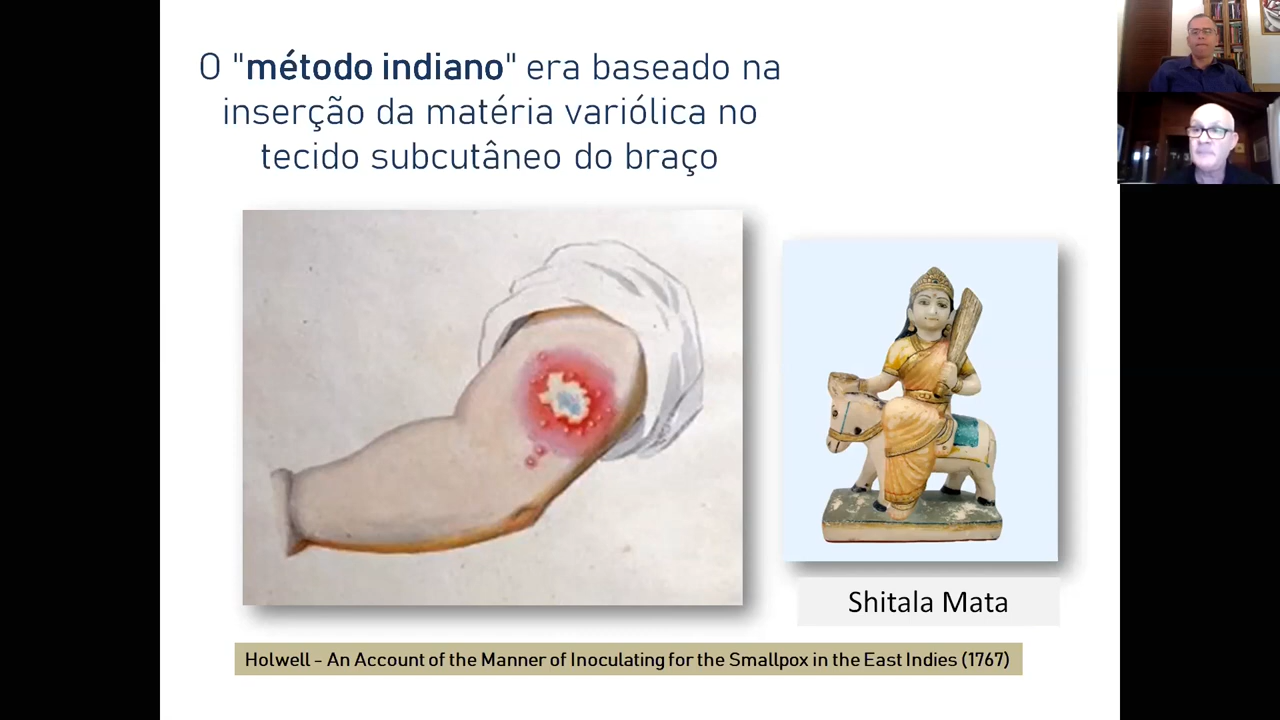 O "método indiano" era baseado na
inserção da matéria variólica no
tecido subcutâneo do braço
Shitala Mata
Holwell - An Account of the Manner of Inoculating for the Smallpox in the East Indies (1767)